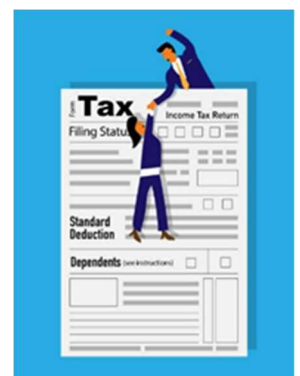 Form Tax
Income Tax Return
Filing Status
Standard
Deduction
Dependents (see instructions)